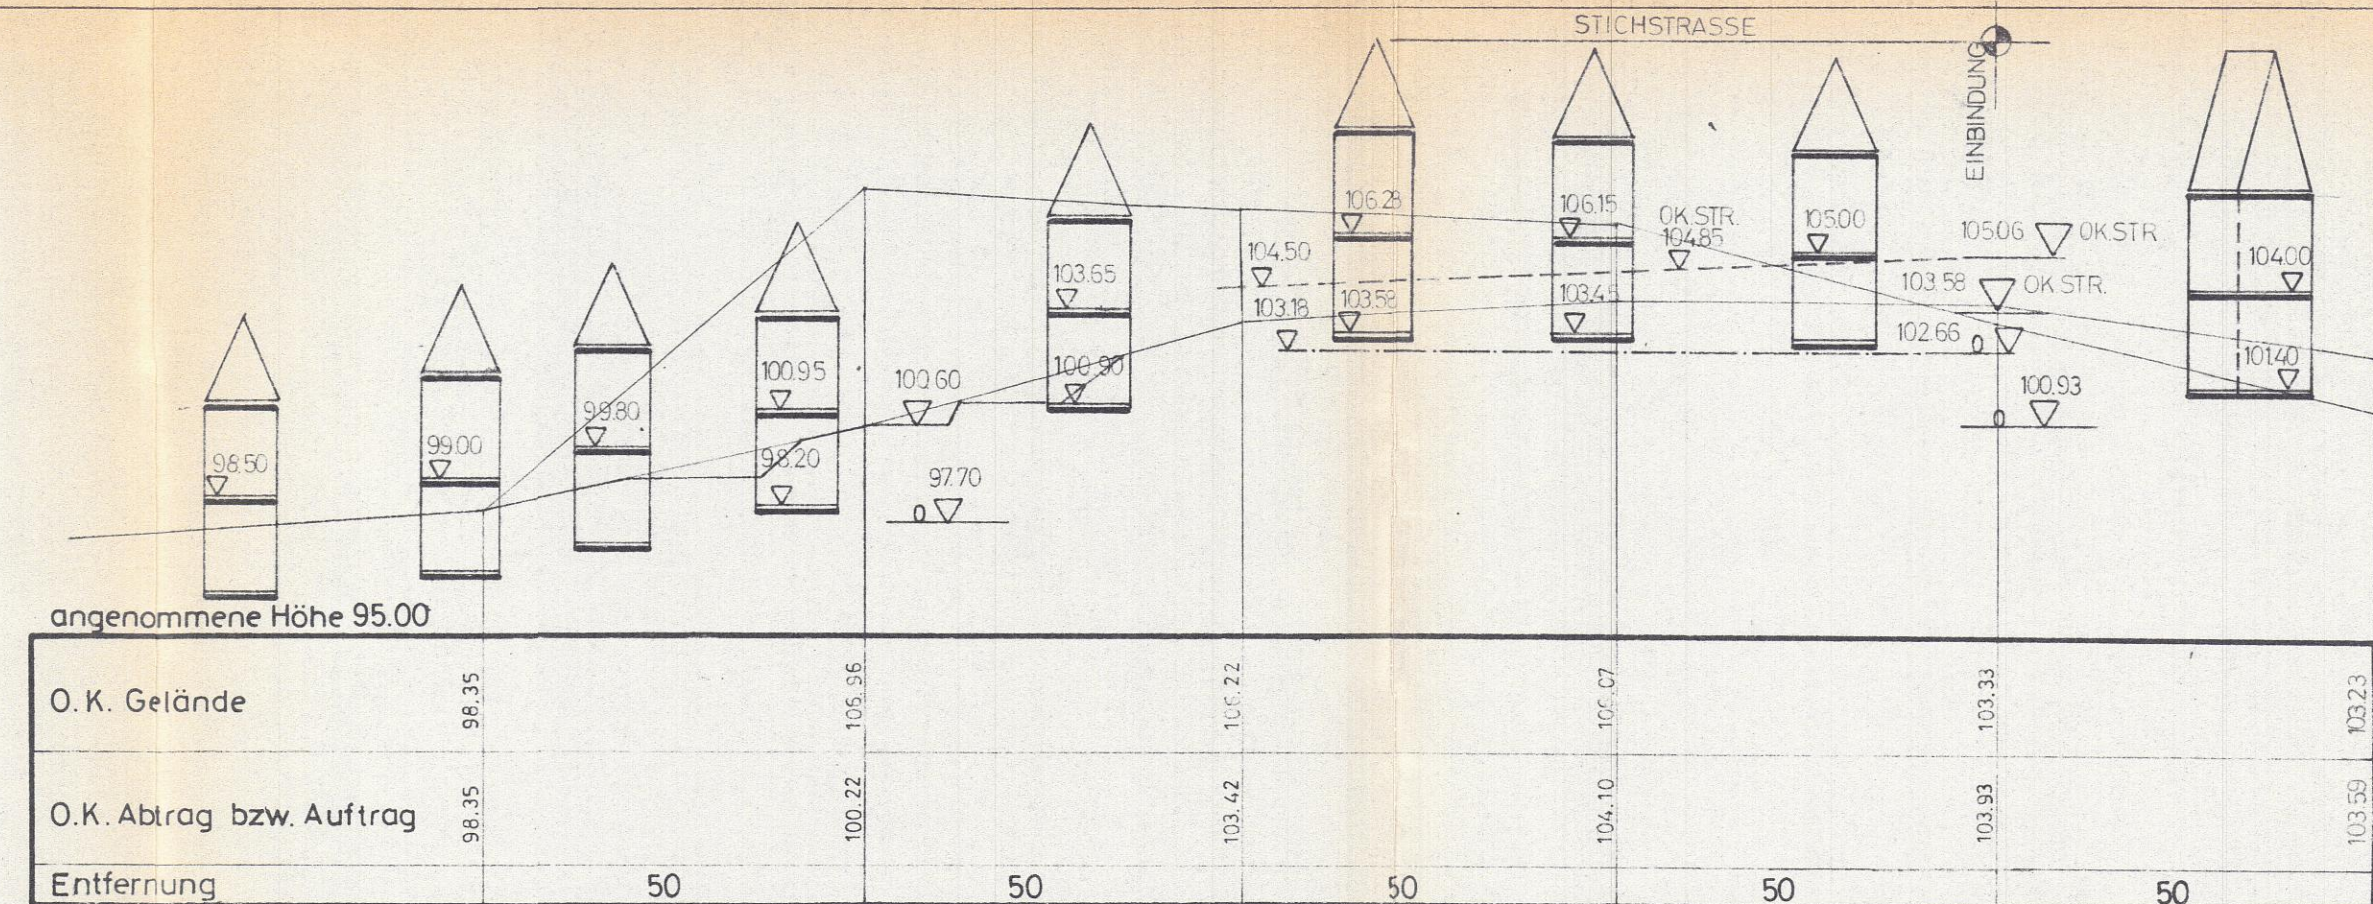 STICHSTRASSE
EINBINDUNG
106.28
106.15
OK.STR.
104.85
105.00
105.06 OK.STR
104.50
103.65
104.00
103.58 OK STR.
103.18
103.58
103.45
102.66 0
100.95
100.60
100.90
101.40
99.80
100.93
0
99.00
98.50
98.20
97.70
0
angenommene Höhe 95.00
O.K. Gelände 98.35 106.96 106.22 103.33 103.23
O.K. Abtrag bzw. Auftrag 98.35 100.22 103.42 104.10 103.93 103.59
Entfernung 50 50 50 50 50